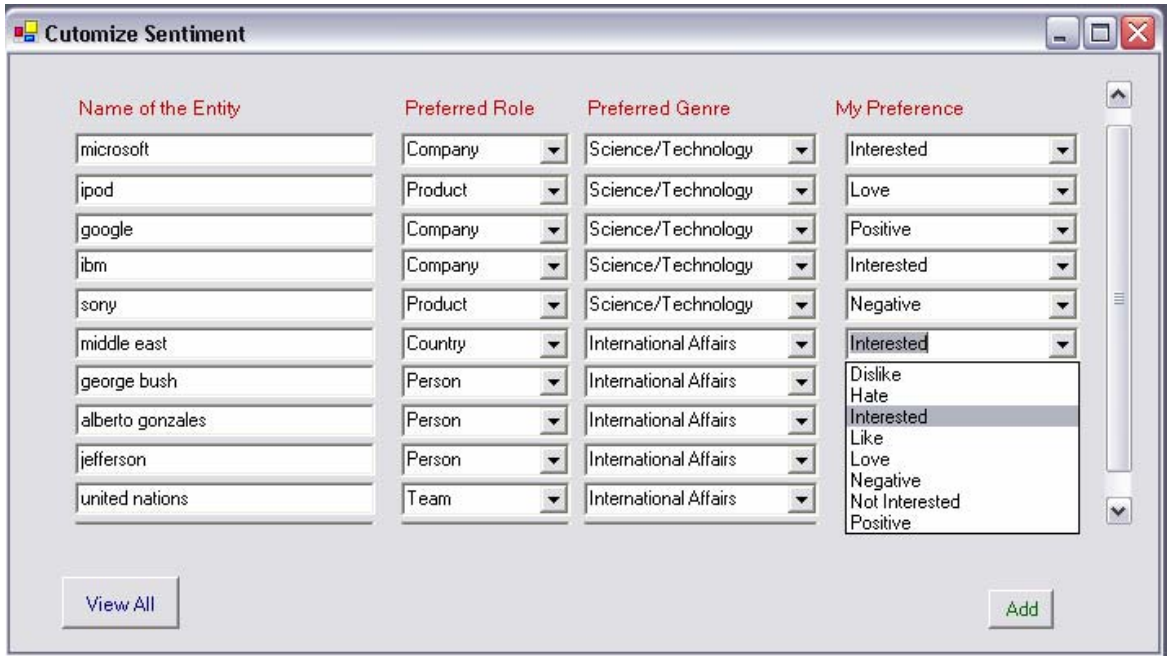 Cutomize Sentiment
Name of the Entity Preferred Role Preferred Genre My Preference
microsoft Company Science/Technology Interested
ipod Product Science/Technology Love
google Company Science/Technology Positive
ibm Company Science/Technology Interested
sony Product Science/Technology Negative
middle east Country International Affairs Interested
george bush Person International Affairs
alberto gonzales Person International Affairs
jefferson Person International Affairs
united nations Team International Affairs
Dislike
Hate
Interested
Like
Love
Negative
Not Interested
Positive
View All Add